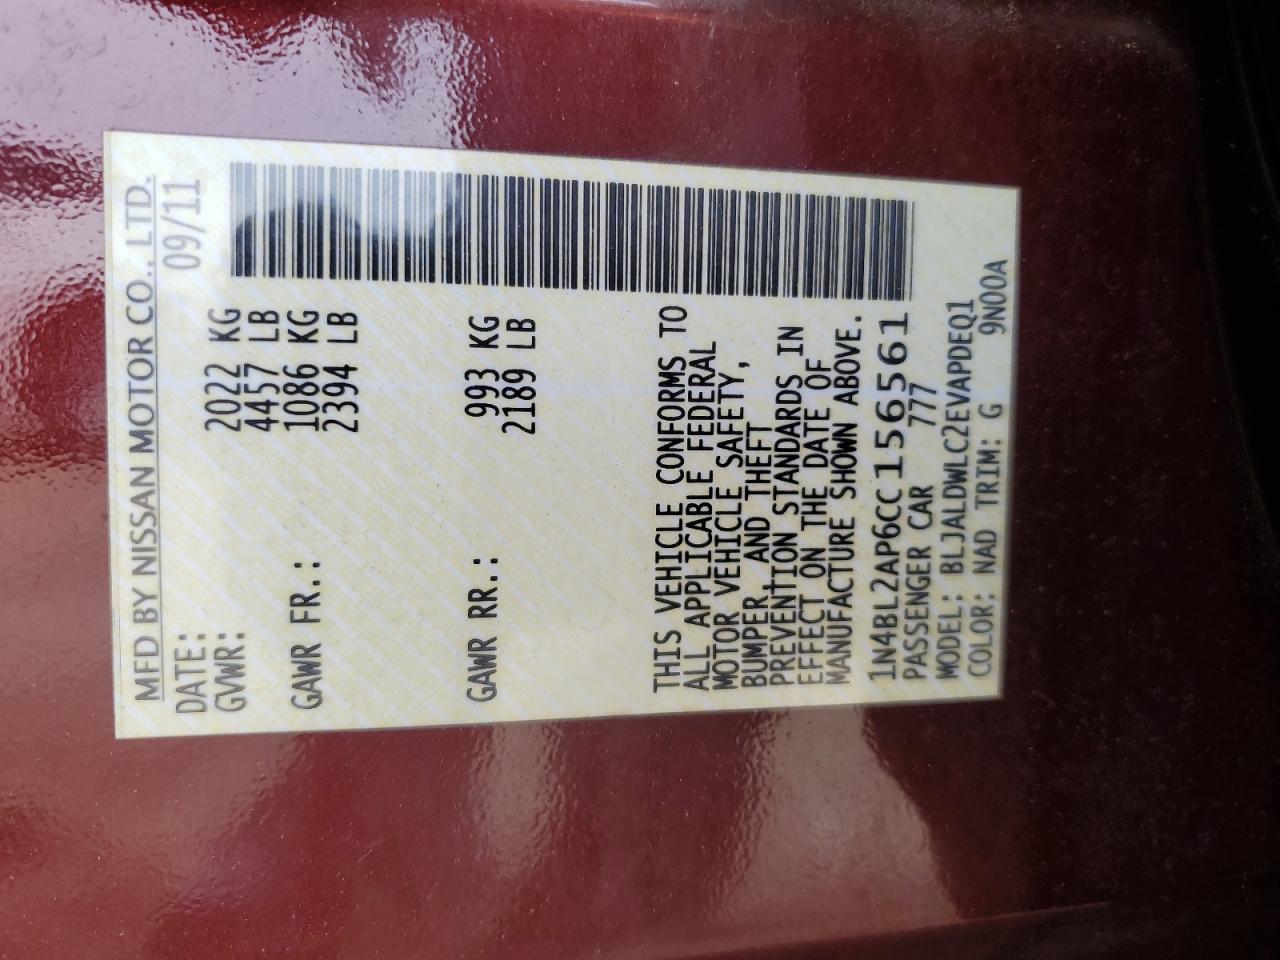 MFD BY NISSAN MOTOR CO., LTD.
DATE: 09/11
GVWR: 2022 KG
4457 LB
GAWR FR.: 1086 KG
2394 LB
GAWR RR.: 993 KG
2189 LB
THIS VEHICLE CONFORMS TO
ALL APPLICABLE FEDERAL
MOTOR VEHICLE SAFETY,
BUMPER, AND THEFT
PREVENTION STANDARDS IN
EFFECT ON THE DATE OF
MANUFACTURE SHOWN ABOVE.
1N4BL2AP6CC156561
PASSENGER CAR 777
MODEL: BLJALDWLC2EVAPDEQ1
COLOR: NAD TRIM: G 9N00A